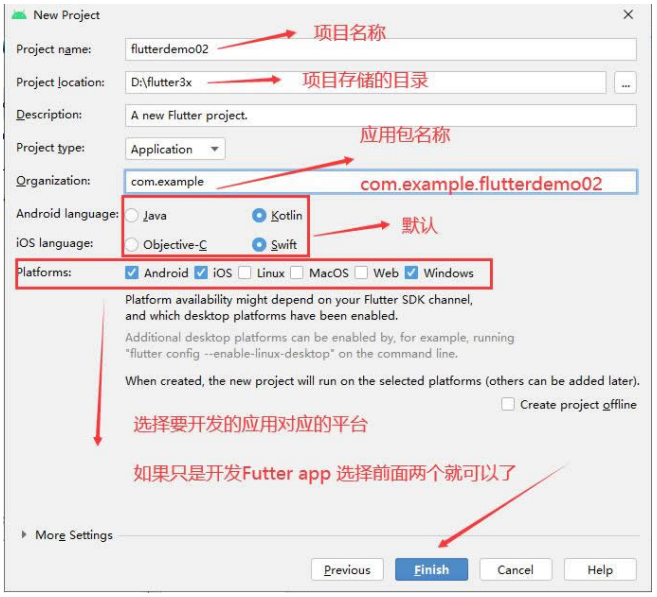 New Project
项目名称
Project name: flutterdemo02
Project location: D:\flutter3x 项目存储的目录 ...
Description: A new Flutter project.
应用包名称
Project type: Application
Organization: com.example com.example.flutterdemo02
Android language: Java Kotlin
默认
iOS language: Objective-C Swift
Platforms: Android iOS Linux MacOS Web Windows
Platform availability might depend on your Flutter SDK channel,
and which desktop platforms have been enabled.
Additional desktop platforms can be enabled by, for example, running
"flutter config --enable-linux-desktop" on the command line.
When created, the new project will run on the selected platforms (others can be added later).
Create project offline
选择要开发的应用对应的平台
如果只是开发Futter app 选择前面两个就可以了
More Settings
Previous Finish Cancel Help